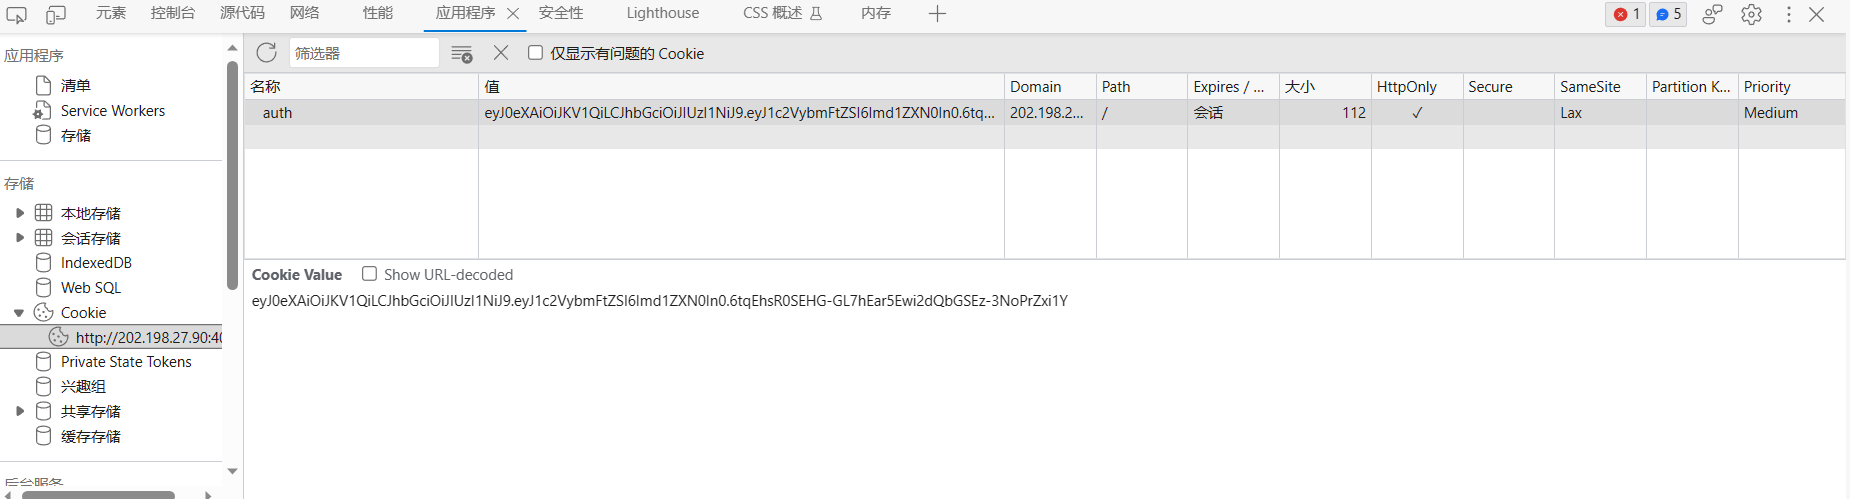 元素 控制台 源代码 网络 性能 应用程序 安全性 Lighthouse CSS 概述 内存 1 5
应用程序
清单
Service Workers
存储
存储
本地存储
会话存储
IndexedDB
Web SQL
Cookie
http://202.198.27.90:40
Private State Tokens
兴趣组
共享存储
缓存存储
后台服务
筛选器 仅显示有问题的 Cookie
名称 值 Domain Path Expires / ... 大小 HttpOnly Secure SameSite Partition K... Priority
auth eyJ0eXAiOiJKV1QiLCJhbGciOiJIUzI1NiJ9.eyJ1c2VybmFtZSI6Imd1ZXN0In0.6tq... 202.198.2... / 会话 112 ✓ Lax Medium
Cookie Value Show URL-decoded
eyJ0eXAiOiJKV1QiLCJhbGciOiJIUzI1NiJ9.eyJ1c2VybmFtZSI6Imd1ZXN0In0.6tqEhsR0SEHG-GL7hEar5Ewi2dQbGSEz-3NoPrZxi1Y